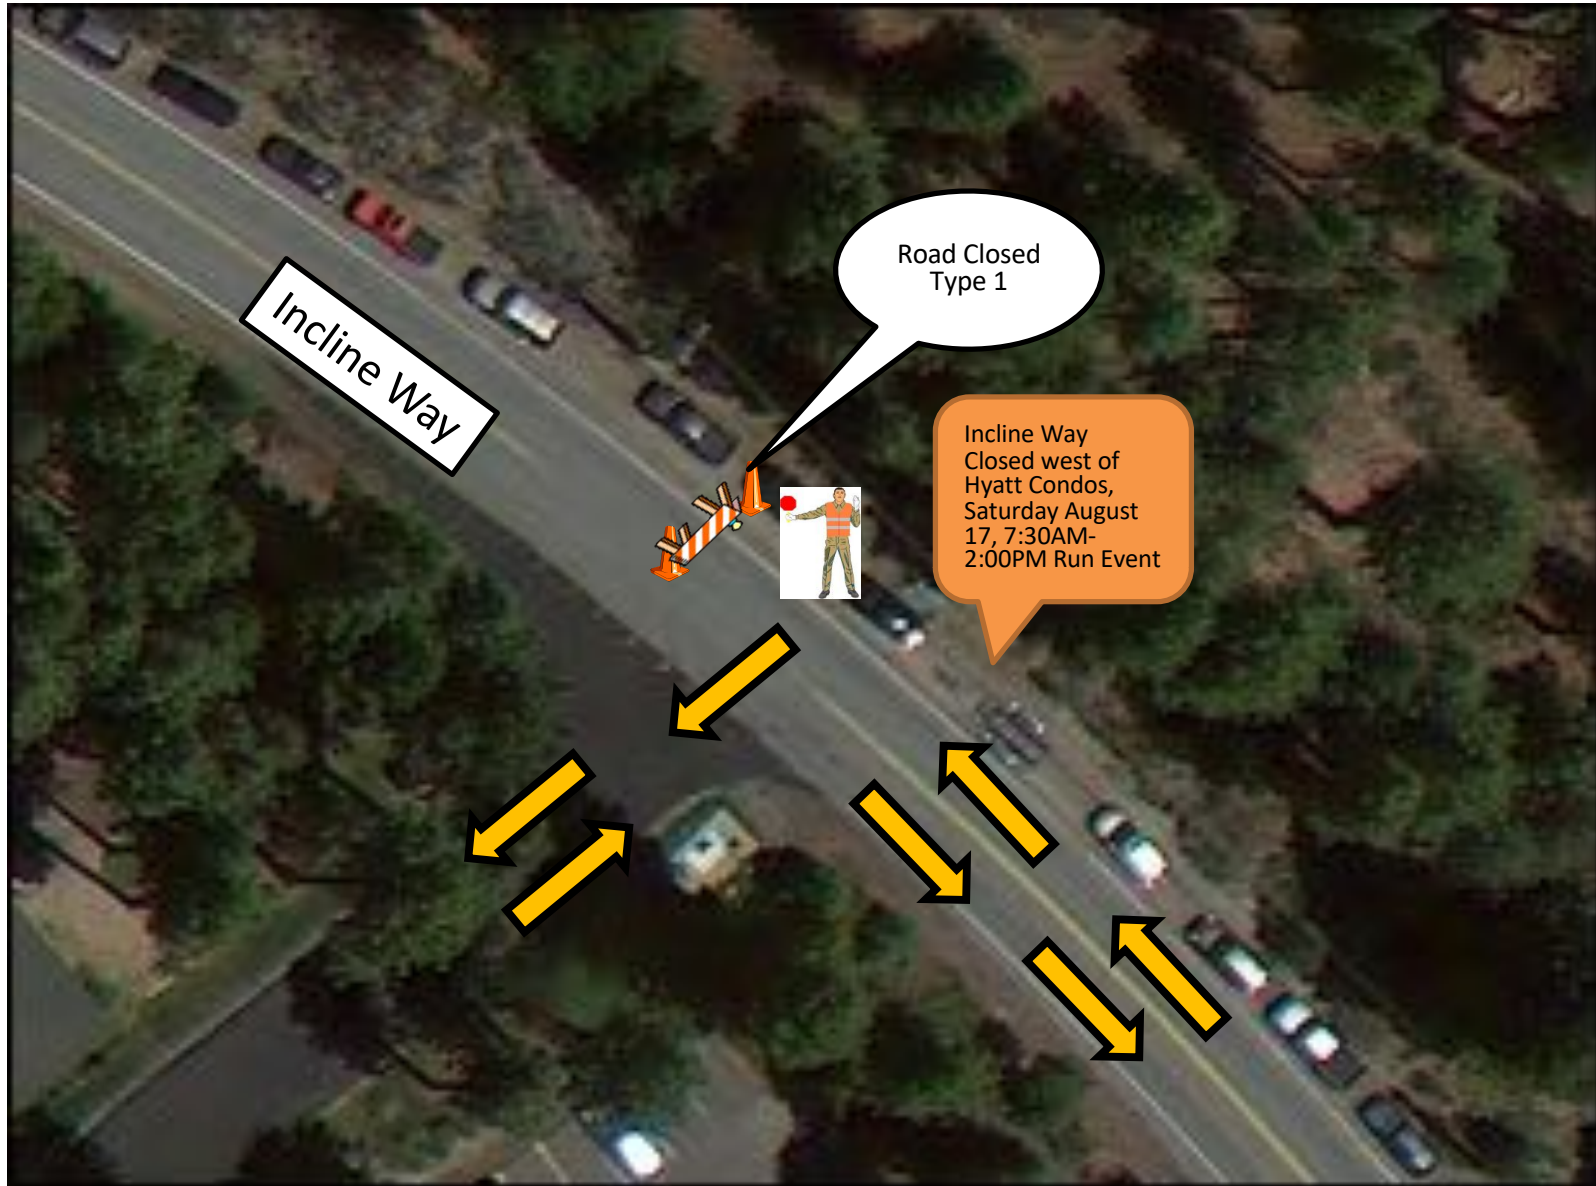 Road Closed
Type 1
Incline Way
Incline Way
Closed west of
Hyatt Condos,
Saturday August
17, 7:30AM-
2:00PM Run Event